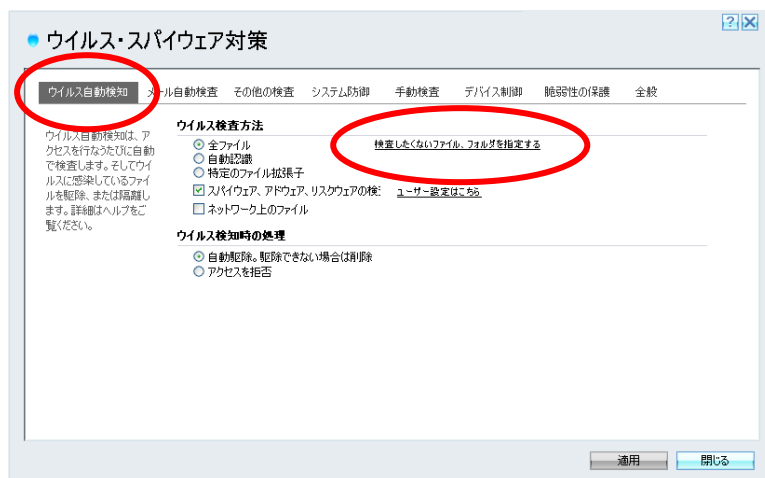 ウイルス・スパイウェア対策
ウイルス自動検知 メール自動検査 その他の検査 システム防御 手動検査 デバイス制御 脆弱性の保護 全般
ウイルス自動検知は、ア
クセスを行なうたびに自動
で検査します。そしてウイ
ルスに感染しているファイ
ルを駆除、または隔離し
ます。詳細はヘルプをご
覧ください。
ウイルス検査方法
全ファイル 検査したくないファイル、フォルダを指定する
自動認識
特定のファイル拡張子
スパイウェア、アドウェア、リスクウェアの検 ユーザー設定はこちら
ネットワーク上のファイル
ウイルス検知時の処理
自動駆除。駆除できない場合は削除
アクセスを拒否
適用 閉じる